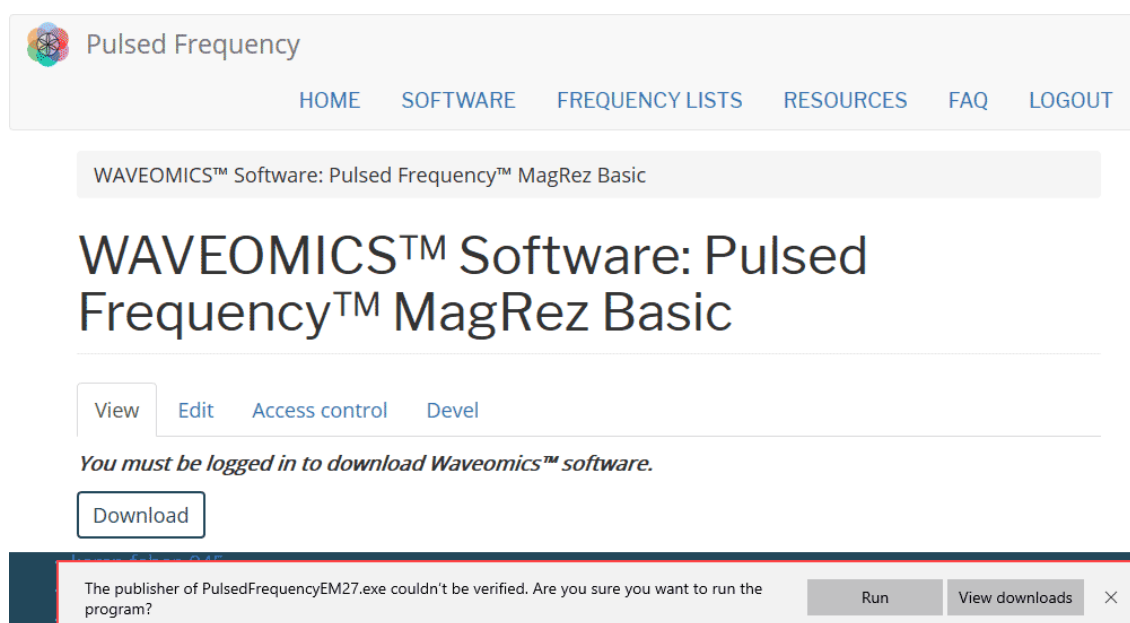 Pulsed Frequency
HOME SOFTWARE FREQUENCY LISTS RESOURCES FAQ LOGOUT
WAVEOMICS™ Software: Pulsed Frequency™ MagRez Basic
WAVEOMICS™ Software: Pulsed
Frequency™ MagRez Basic
View Edit Access control Devel
You must be logged in to download Waveomics™ software.
Download
The publisher of PulsedFrequencyEM27.exe couldn't be verified. Are you sure you want to run the
program?
Run View downloads